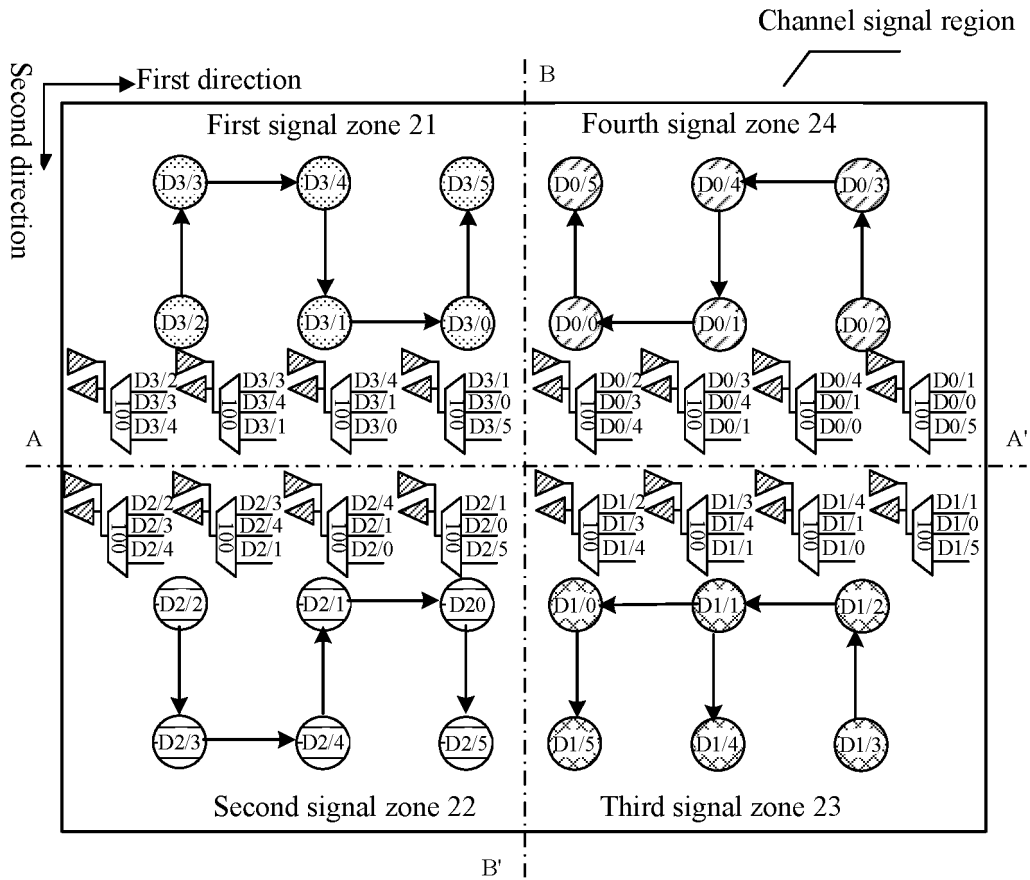 Channel signal region
Second direction
First direction
B
First signal zone 21
Fourth signal zone 24
D3/3 D3/4 D3/5 D0/5 D0/4 D0/3
D3/2 D3/1 D3/0 D0/0 D0/1 D0/2
D3/2 D3/3 D3/4 D3/1 D0/2 D0/3 D0/4 D0/1
100 D3/3 100 D3/4 100 D3/1 100 D3/0 100 D0/3 100 D0/4 100 D0/1 100 D0/0
D3/4 D3/1 D3/0 D3/5 D0/4 D0/1 D0/0 D0/5
A A'
D2/2 D2/3 D2/4 D2/1 D1/2 D1/3 D1/4 D1/1
100 D2/3 100 D2/4 100 D2/1 100 D2/0 100 D1/3 100 D1/4 100 D1/1 100 D1/0
D2/4 D2/1 D2/0 D2/5 D1/4 D1/1 D1/0 D1/5
D2/2 D2/1 D20 D1/0 D1/1 D1/2
D2/3 D2/4 D2/5 D1/5 D1/4 D1/3
Second signal zone 22
Third signal zone 23
B'